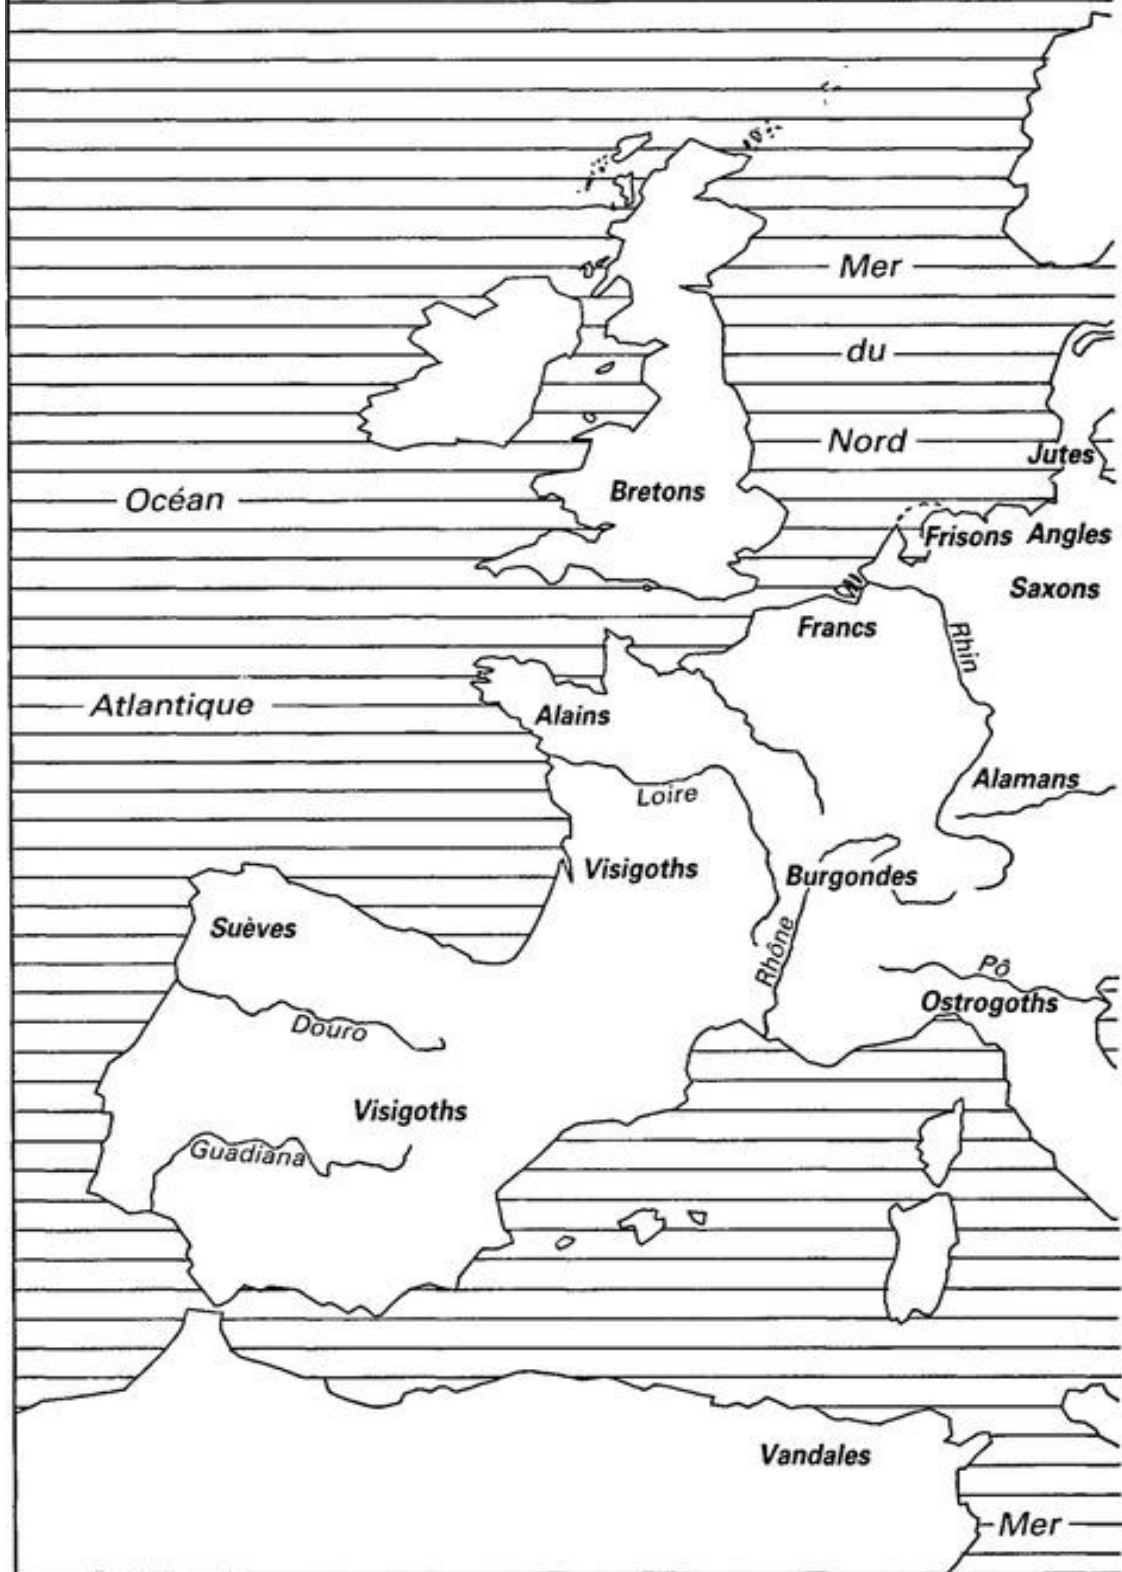 Mer
du
Nord
Jutes
Bretons
Océan
Frisons Angles
Saxons
Francs
Rhin
Atlantique
Alains
Alamans
Loire
Visigoths
Burgondes
Suèves
Rhône
Pô
Ostrogoths
Douro
Visigoths
Guadiana
Vandales
Mer